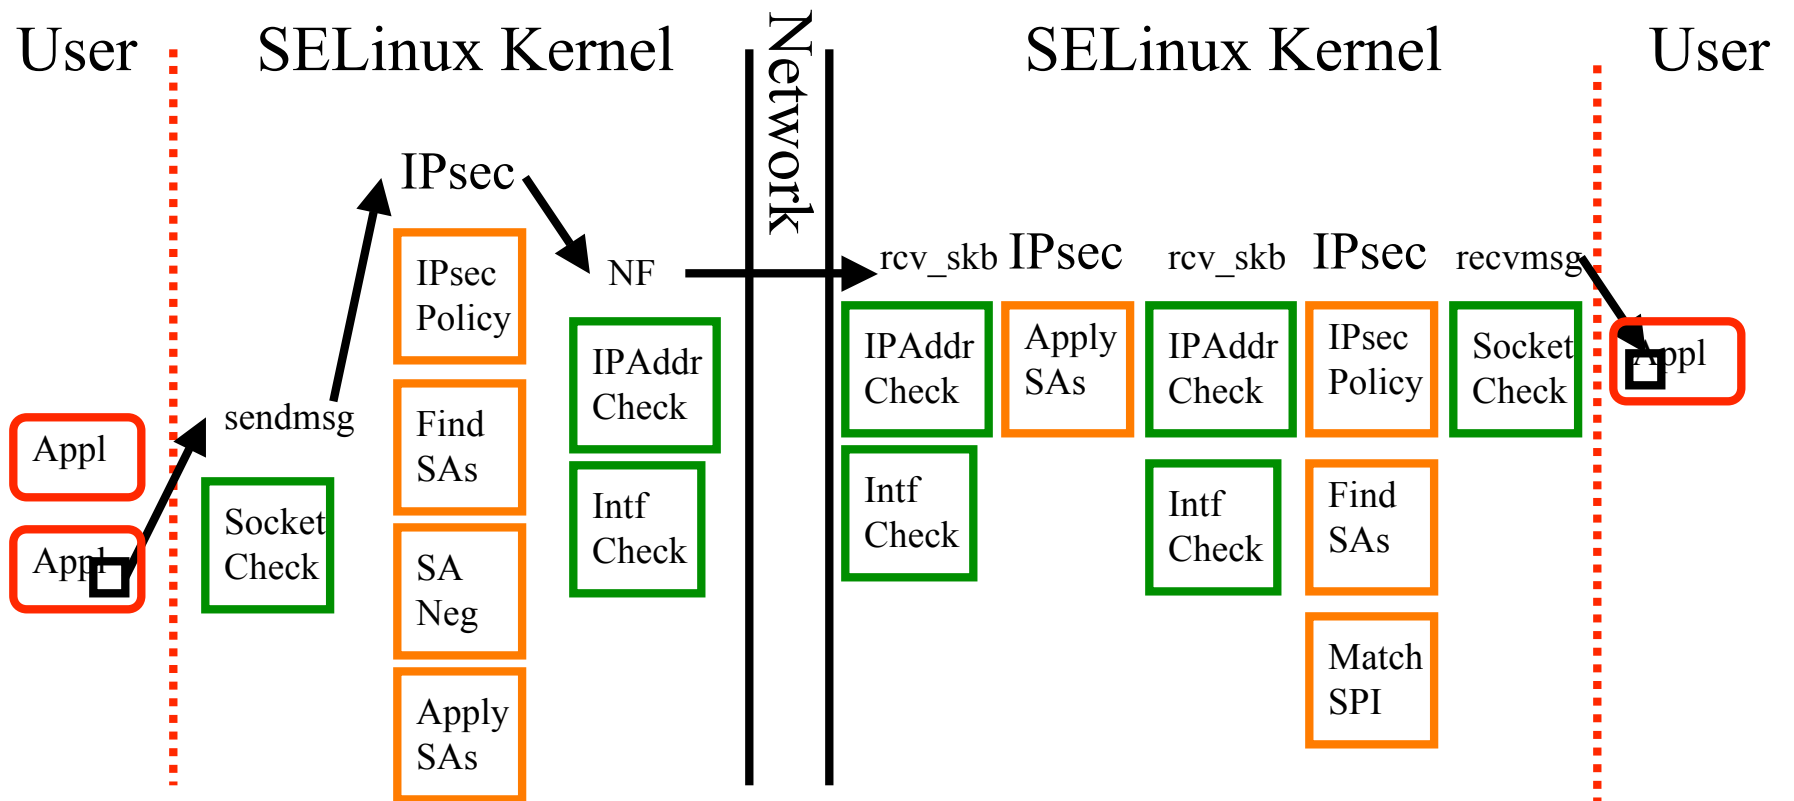 User
SELinux Kernel
Network
SELinux Kernel
User
Appl
Appl
sendmsg
Socket
Check
IPsec
IPsec
Policy
Find
SAs
SA
Neg
Apply
SAs
NF
IPAddr
Check
Intf
Check
rcv_skb
IPAddr
Check
Intf
Check
IPsec
Apply
SAs
rcv_skb
IPAddr
Check
Intf
Check
IPsec
IPsec
Policy
Find
SAs
Match
SPI
recvmsg
Socket
Check
Appl